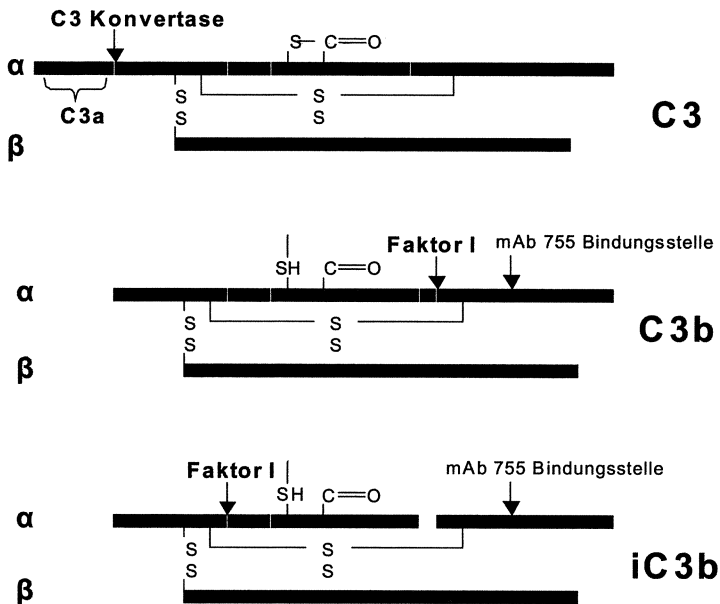 C3 Konvertase
S C=O
α
C3a
S S
S S
C3
β
Faktor I mAb 755 Bindungsstelle
SH C=O
α
S S
S S
C3b
β
Faktor I mAb 755 Bindungsstelle
SH C=O
α
S S
S S
iC3b
β